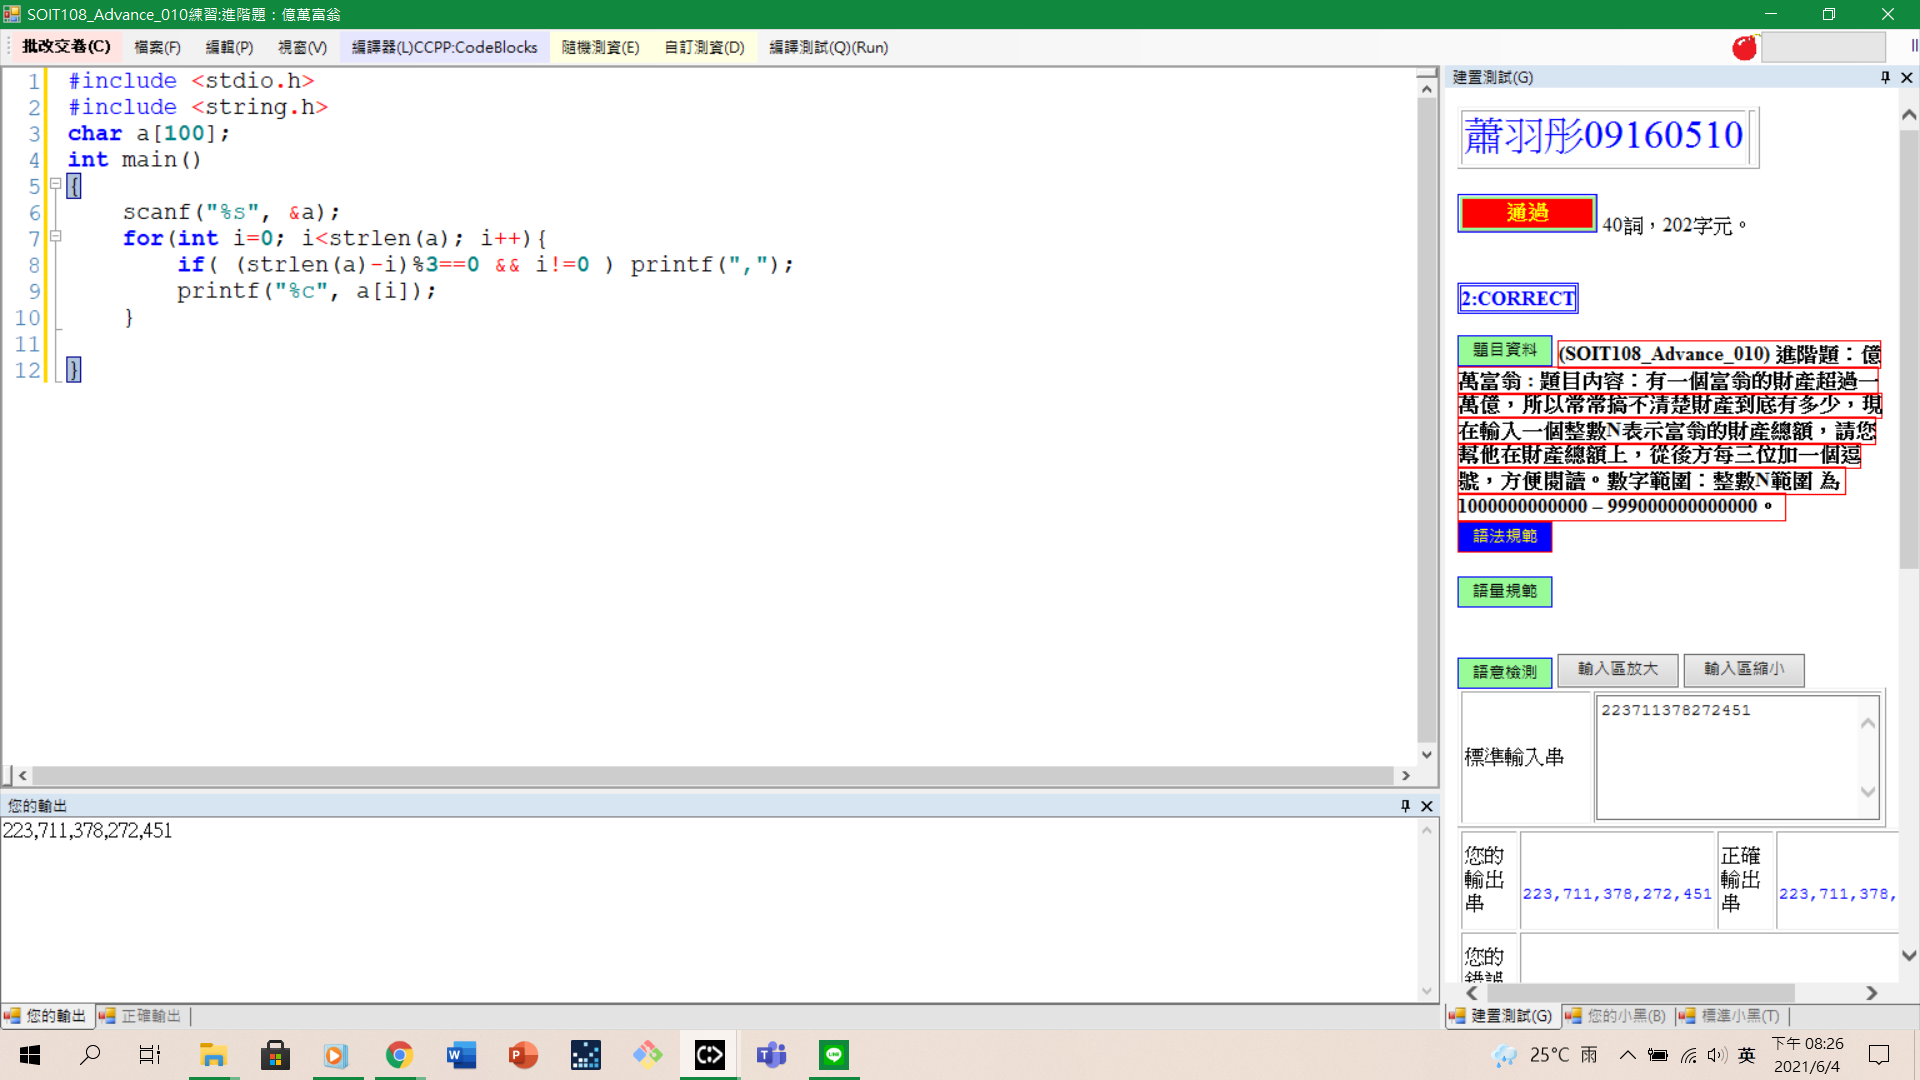 SOIT108_Advance_010練習:進階題：億萬富翁
批改交卷(C) 檔案(F) 編輯(P) 視窗(V) 編譯器(L)CCPP:CodeBlocks 隨機測資(E) 自訂測資(D) 編譯測試(Q)(Run)
1 #include <stdio.h>
2 #include <string.h>
3 char a[100];
4 int main()
5 {
6 scanf("%s", &a);
7 for(int i=0; i<strlen(a); i++){
8 if( (strlen(a)-i)%3==0 && i!=0 ) printf(",");
9 printf("%c", a[i]);
10 }
11
12 }
您的輸出
223,711,378,272,451
您的輸出 正確輸出
建置測試(G)
蕭羽彤09160510
通過 40詞，202字元。
2:CORRECT
題目資料 (SOIT108_Advance_010) 進階題：億
萬富翁：題目內容：有一個富翁的財產超過一
萬億，所以常常搞不清楚財產到底有多少，現
在輸入一個整數N表示富翁的財產總額，請您
幫他在財產總額上，從後方每三位加一個逗
號，方便閱讀。數字範圍：整數N範圍 為
1000000000000 – 999000000000000。
語法規範
語量規範
語意檢測 輸入區放大 輸入區縮小
標準輸入串 223711378272451
您的輸出串 223,711,378,272,451 正確輸出串 223,711,378,
您的錯誤
建置測試(G) 您的小黑(B) 標準小黑(T)
25°C 雨 英 下午 08:26
2021/6/4